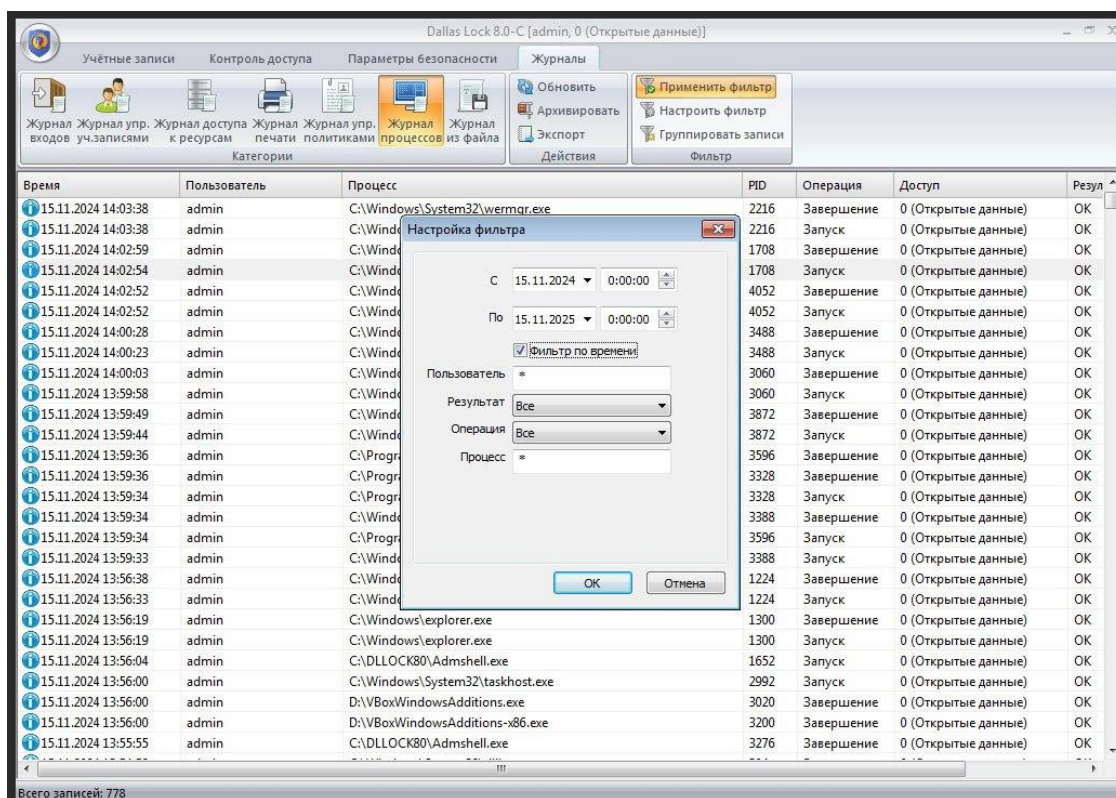 Dallas Lock 8.0-C [admin, 0 (Открытые данные)]
Учётные записи Контроль доступа Параметры безопасности Журналы
Журнал входов
Журнал упр. уч.записями
Журнал доступа к ресурсам
Журнал печати
Журнал упр. политиками
Журнал процессов
Журнал из файла
Категории
Обновить
Архивировать
Экспорт
Действия
Применить фильтр
Настроить фильтр
Группировать записи
Фильтр
Время Пользователь Процесс PID Операция Доступ Резул
15.11.2024 14:03:38 admin C:\Windows\System32\wermgr.exe 2216 Завершение 0 (Открытые данные) OK
15.11.2024 14:03:38 admin C:\Windo 2216 Запуск 0 (Открытые данные) OK
15.11.2024 14:02:59 admin C:\Windo 1708 Завершение 0 (Открытые данные) OK
15.11.2024 14:02:54 admin C:\Windo 1708 Запуск 0 (Открытые данные) OK
15.11.2024 14:02:52 admin C:\Windo 4052 Завершение 0 (Открытые данные) OK
15.11.2024 14:02:52 admin C:\Windo 4052 Запуск 0 (Открытые данные) OK
15.11.2024 14:00:28 admin C:\Windo 3488 Завершение 0 (Открытые данные) OK
15.11.2024 14:00:23 admin C:\Windo 3488 Запуск 0 (Открытые данные) OK
15.11.2024 14:00:03 admin C:\Windo 3060 Завершение 0 (Открытые данные) OK
15.11.2024 13:59:58 admin C:\Windo 3060 Запуск 0 (Открытые данные) OK
15.11.2024 13:59:49 admin C:\Windo 3872 Завершение 0 (Открытые данные) OK
15.11.2024 13:59:44 admin C:\Windo 3872 Запуск 0 (Открытые данные) OK
15.11.2024 13:59:36 admin C:\Progra 3596 Завершение 0 (Открытые данные) OK
15.11.2024 13:59:36 admin C:\Progra 3328 Завершение 0 (Открытые данные) OK
15.11.2024 13:59:34 admin C:\Progra 3328 Запуск 0 (Открытые данные) OK
15.11.2024 13:59:34 admin C:\Windo 3388 Завершение 0 (Открытые данные) OK
15.11.2024 13:59:34 admin C:\Progra 3596 Запуск 0 (Открытые данные) OK
15.11.2024 13:59:33 admin C:\Windo 3388 Запуск 0 (Открытые данные) OK
15.11.2024 13:56:38 admin C:\Windo 1224 Завершение 0 (Открытые данные) OK
15.11.2024 13:56:33 admin C:\Windo 1224 Запуск 0 (Открытые данные) OK
15.11.2024 13:56:19 admin C:\Windows\explorer.exe 1300 Завершение 0 (Открытые данные) OK
15.11.2024 13:56:19 admin C:\Windows\explorer.exe 1300 Запуск 0 (Открытые данные) OK
15.11.2024 13:56:04 admin C:\DLLOCK80\Admshell.exe 1652 Запуск 0 (Открытые данные) OK
15.11.2024 13:56:00 admin C:\Windows\System32\taskhost.exe 2992 Запуск 0 (Открытые данные) OK
15.11.2024 13:56:00 admin D:\VBoxWindowsAdditions.exe 3020 Завершение 0 (Открытые данные) OK
15.11.2024 13:56:00 admin D:\VBoxWindowsAdditions-x86.exe 3200 Завершение 0 (Открытые данные) OK
15.11.2024 13:55:55 admin C:\DLLOCK80\Admshell.exe 3276 Завершение 0 (Открытые данные) OK
Настройка фильтра
С 15.11.2024 0:00:00
По 15.11.2025 0:00:00
Фильтр по времени
Пользователь *
Результат Все
Операция Все
Процесс *
OK Отмена
Всего записей: 778